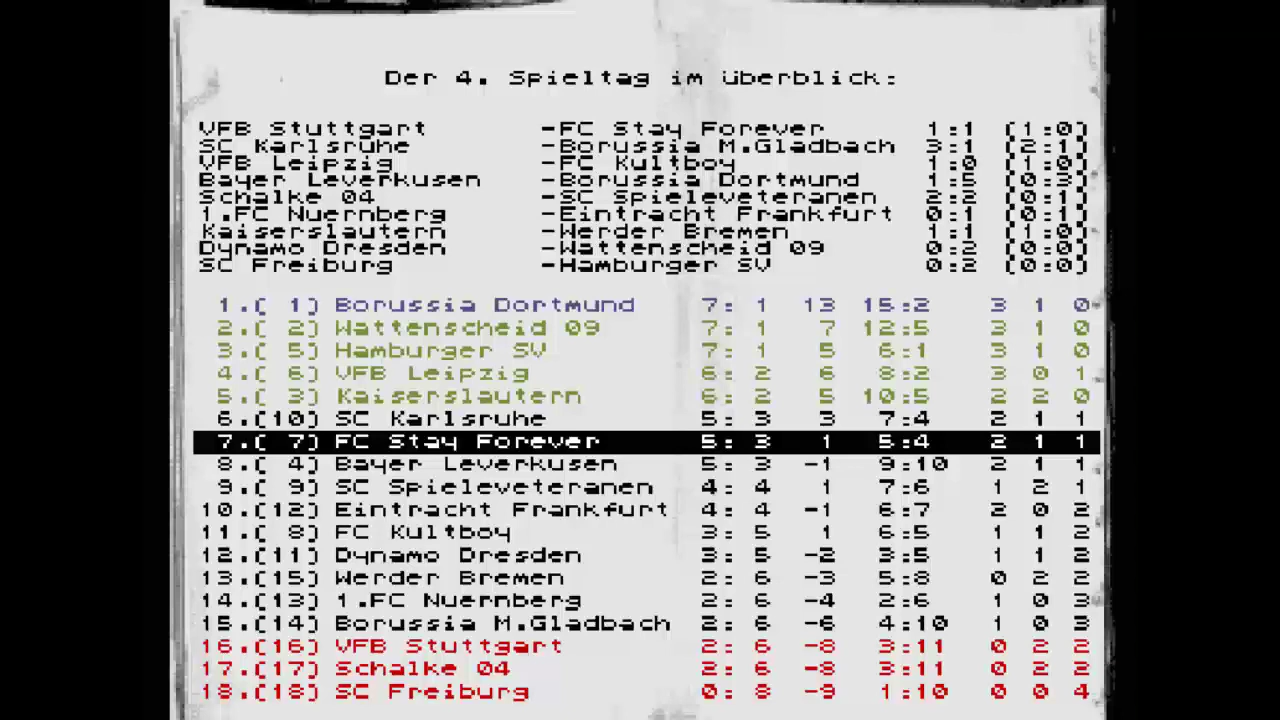 Der 4. Spieltag im überblick:
VFB Stuttgart -FC Stay Forever 1:1 (1:0)
SC Karlsruhe -Borussia M.Gladbach 3:1 (2:1)
VFB Leipzig -FC Kultboy 1:0 (1:0)
Bayer Leverkusen -Borussia Dortmund 1:5 (0:3)
Schalke 04 -SC Spieleveteranen 2:2 (0:1)
1.FC Nuernberg -Eintracht Frankfurt 0:1 (0:1)
Kaiserslautern -Werder Bremen 1:1 (1:0)
Dynamo Dresden -Wattenscheid 09 0:2 (0:0)
SC Freiburg -Hamburger SV 0:2 (0:0)
1.( 1) Borussia Dortmund 7: 1 13 15:2 3 1 0
2.( 2) Wattenscheid 09 7: 1 7 12:5 3 1 0
3.( 5) Hamburger SV 7: 1 5 6:1 3 1 0
4.( 6) VFB Leipzig 6: 2 6 8:2 3 0 1
5.( 3) Kaiserslautern 6: 2 5 10:5 2 2 0
6.(10) SC Karlsruhe 5: 3 3 7:4 2 1 1
7.( 7) FC Stay Forever 5: 3 1 5:4 2 1 1
8.( 4) Bayer Leverkusen 5: 3 -1 9:10 2 1 1
9.( 9) SC Spieleveteranen 4: 4 1 7:6 1 2 1
10.(12) Eintracht Frankfurt 4: 4 -1 6:7 2 0 2
11.( 8) FC Kultboy 3: 5 1 6:5 1 1 2
12.(11) Dynamo Dresden 3: 5 -2 3:5 1 1 2
13.(15) Werder Bremen 2: 6 -3 5:8 0 2 2
14.(13) 1.FC Nuernberg 2: 6 -4 2:6 1 0 3
15.(14) Borussia M.Gladbach 2: 6 -6 4:10 1 0 3
16.(16) VFB Stuttgart 2: 6 -8 3:11 0 2 2
17.(17) Schalke 04 2: 6 -8 3:11 0 2 2
18.(18) SC Freiburg 0: 8 -9 1:10 0 0 4